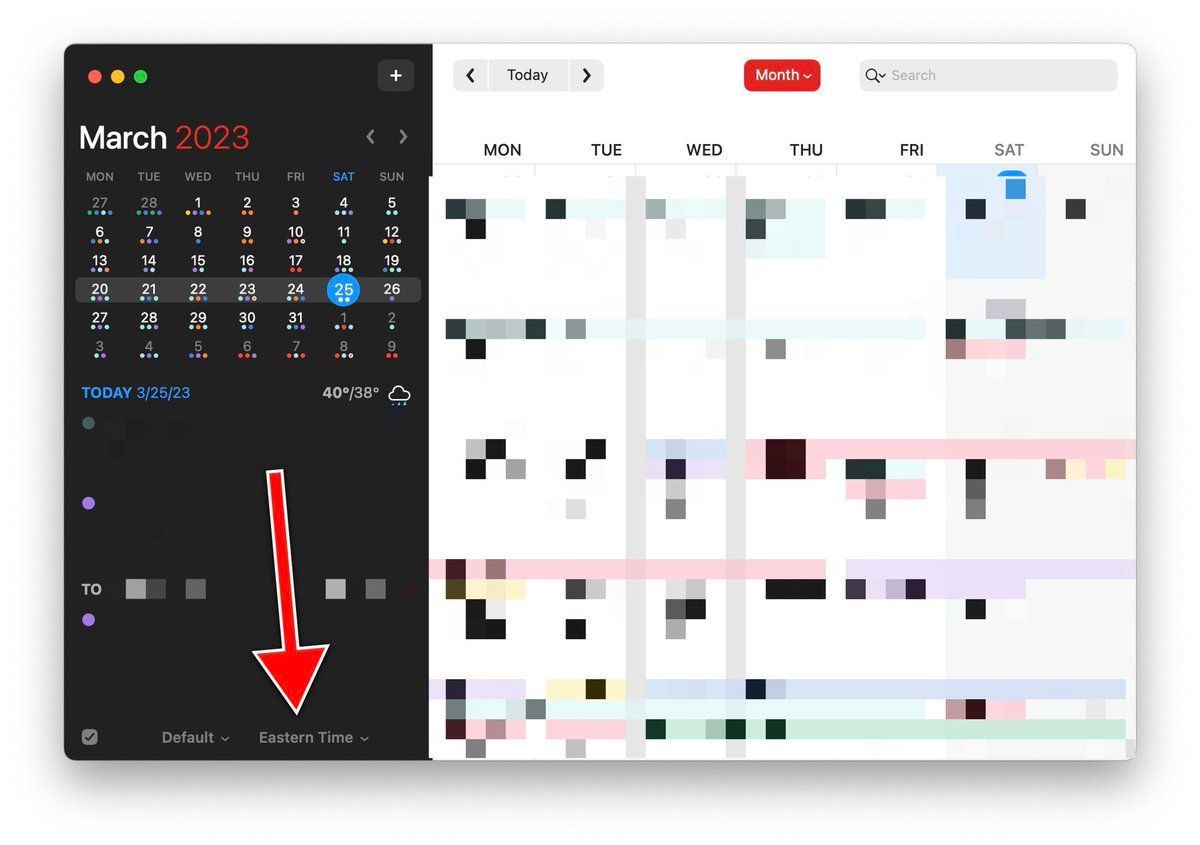 +
Today
Month
Search
March 2023
MON TUE WED THU FRI SAT SUN
27 28 1 2 3 4 5
6 7 8 9 10 11 12
13 14 15 16 17 18 19
20 21 22 23 24 25 26
27 28 29 30 31 1 2
3 4 5 6 7 8 9
TODAY 3/25/23 40°/38°
TO
Default Eastern Time
MON TUE WED THU FRI SAT SUN